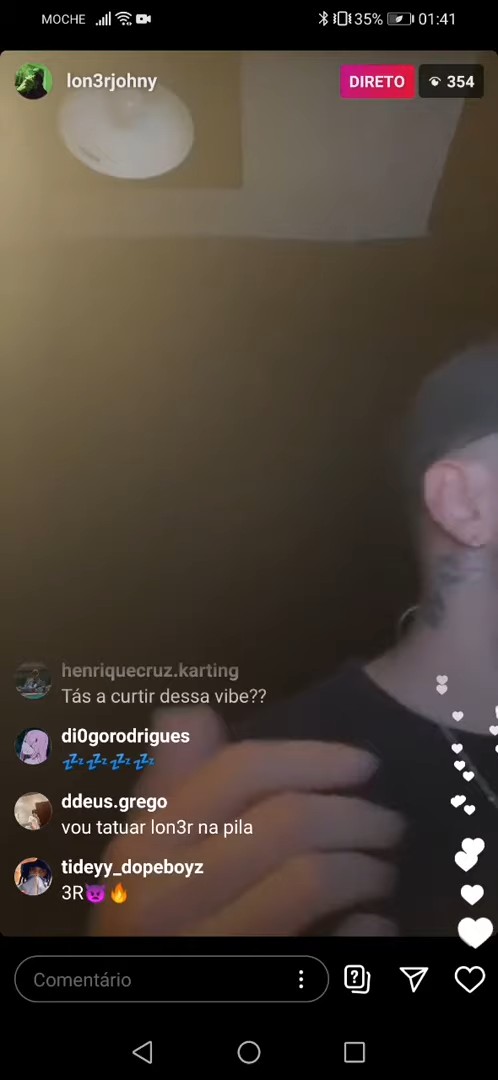 MOCHE 35% 01:41
lon3rjohny DIRETO 354
henriquecruz.karting
Tás a curtir dessa vibe??
di0gorodrigues
💤💤💤💤
ddeus.grego
vou tatuar lon3r na pila
tideyy_dopeboyz
3R😈🔥
Comentário